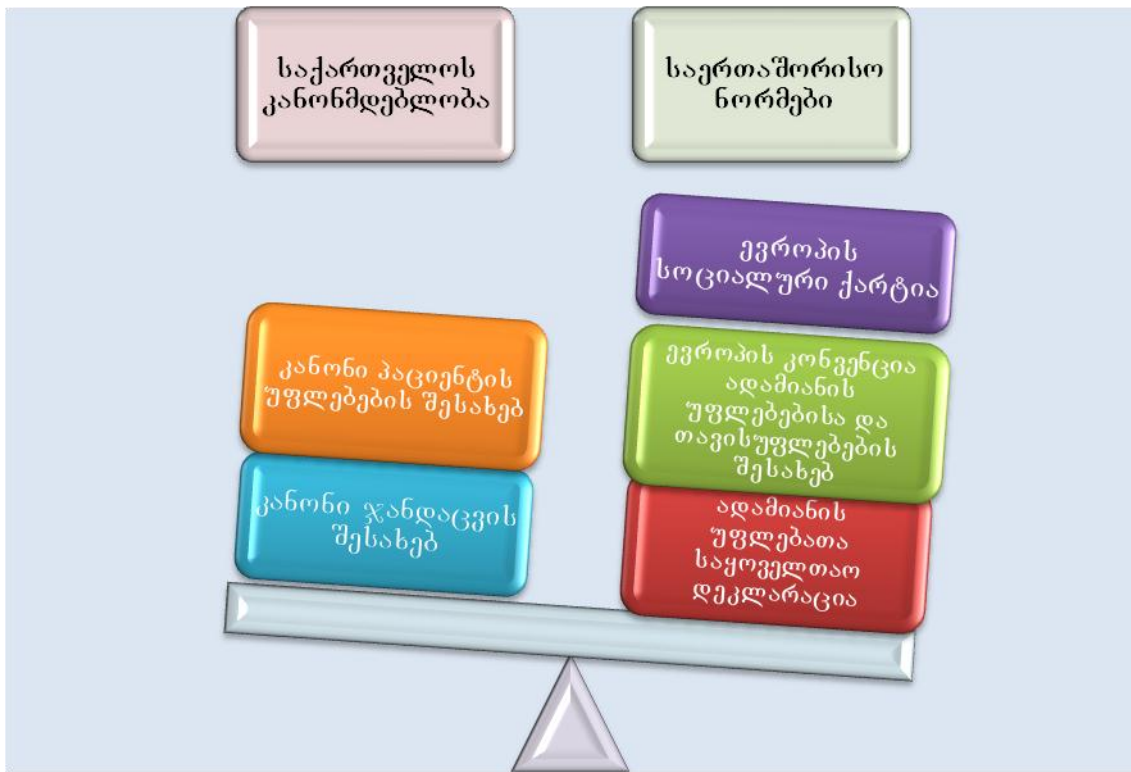 საქართველოს
კანონმდებლობა
საერთაშორისო
ნორმები
ევროპის
სოციალური ქარტია
კანონი პაციენტის
უფლებების შესახებ
ევროპის კონვენცია
ადამიანის
უფლებებისა და
თავისუფლებების
შესახებ
კანონი ჯანდაცვის
შესახებ
ადამიანის
უფლებათა
საყოველთაო
დეკლარაცია